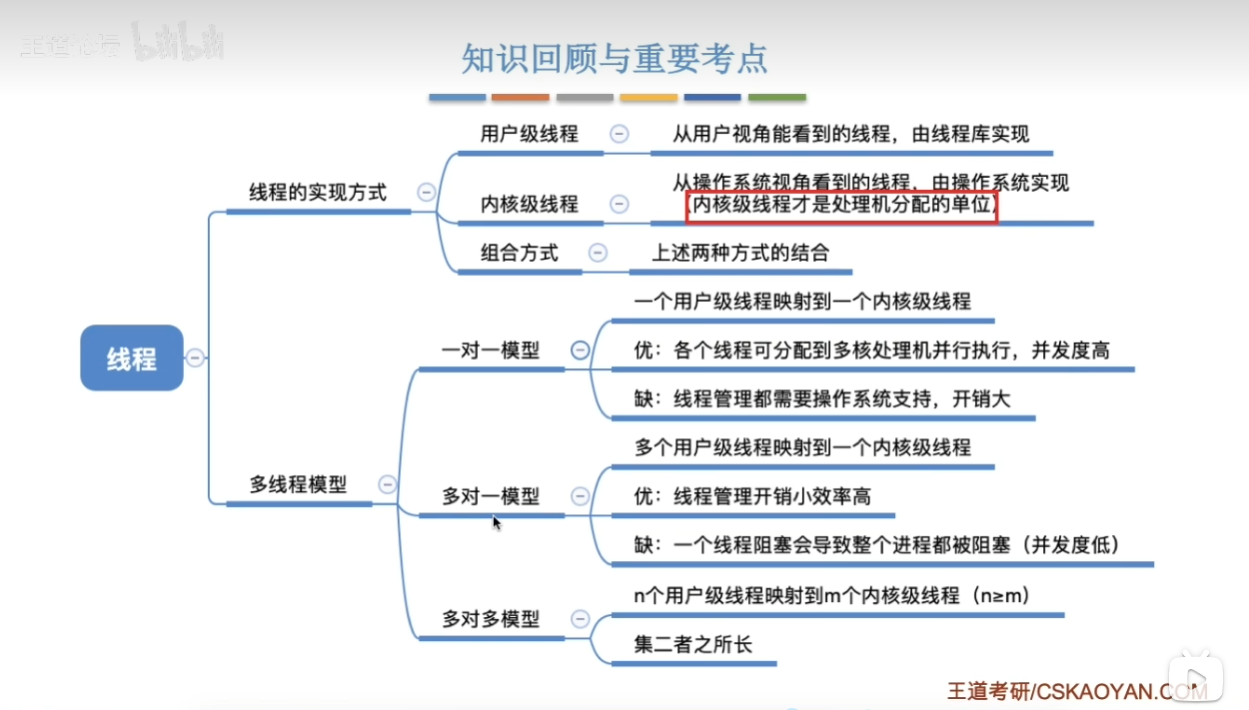 王道论坛 bilibili
知识回顾与重要考点
线程
线程的实现方式
用户级线程
从用户视角能看到的线程，由线程库实现
内核级线程
从操作系统视角看到的线程，由操作系统实现
（内核级线程才是处理机分配的单位）
组合方式
上述两种方式的结合
多线程模型
一对一模型
一个用户级线程映射到一个内核级线程
优：各个线程可分配到多核处理机并行执行，并发度高
缺：线程管理都需要操作系统支持，开销大
多对一模型
多个用户级线程映射到一个内核级线程
优：线程管理开销小效率高
缺：一个线程阻塞会导致整个进程都被阻塞（并发度低）
多对多模型
n个用户级线程映射到m个内核级线程（n≥m）
集二者之所长
王道考研/CSKAOYAN.COM